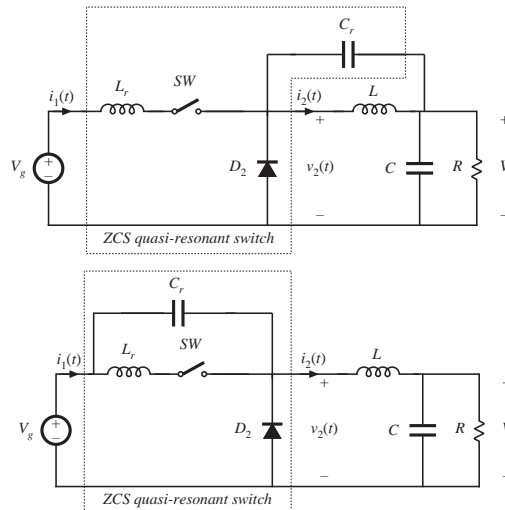 C_r
i_1(t) L_r SW i_2(t) L
+ +
V_g + − D_2 v_2(t) C R V
− −
ZCS quasi-resonant switch
C_r
i_1(t) L_r SW i_2(t) L
+ +
V_g + − D_2 v_2(t) C R
− −
ZCS quasi-resonant switch